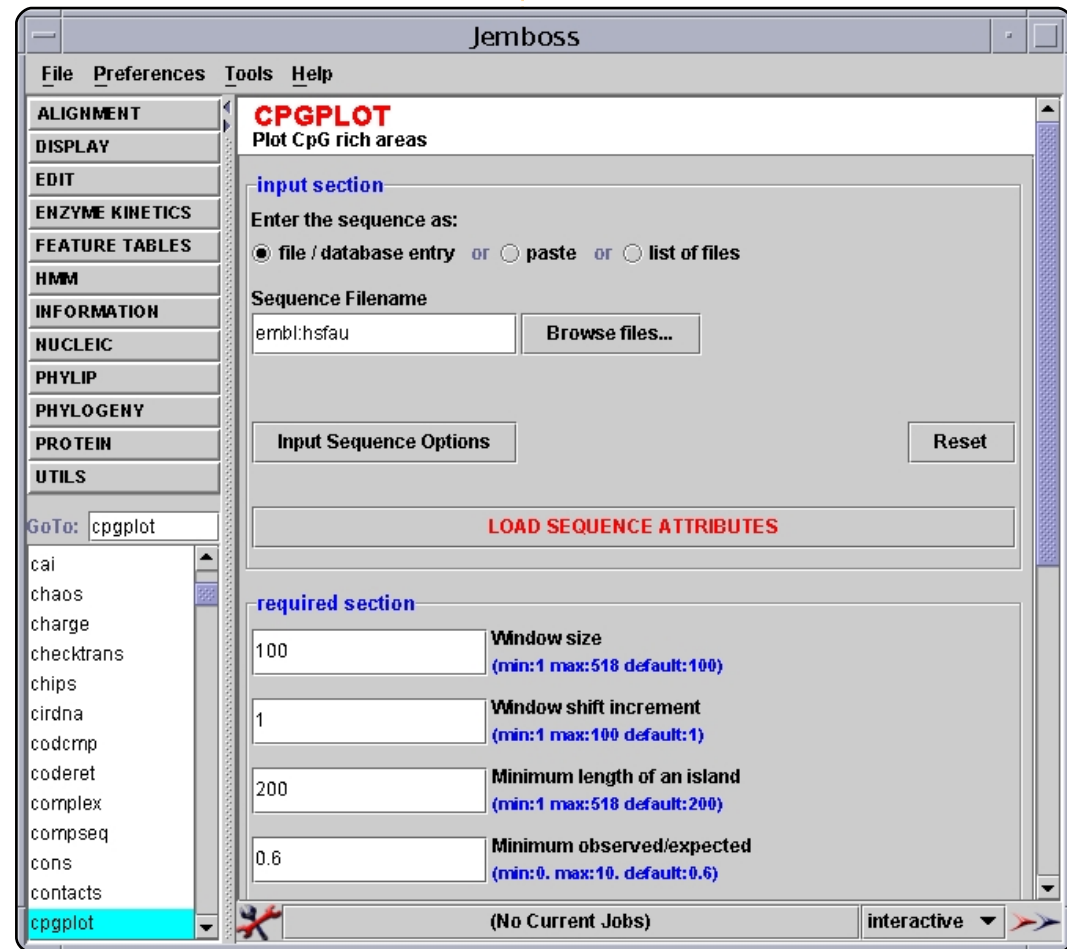 Jemboss
File Preferences Tools Help
ALIGNMENT
DISPLAY
EDIT
ENZYME KINETICS
FEATURE TABLES
HMM
INFORMATION
NUCLEIC
PHYLIP
PHYLOGENY
PROTEIN
UTILS
GoTo: cpgplot
cai
chaos
charge
checktrans
chips
cirdna
codcmp
coderet
complex
compseq
cons
contacts
cpgplot
CPGPLOT
Plot CpG rich areas
input section
Enter the sequence as:
file / database entry or paste or list of files
Sequence Filename
embl:hsfau Browse files...
Input Sequence Options Reset
LOAD SEQUENCE ATTRIBUTES
required section
100 Window size
(min:1 max:518 default:100)
1 Window shift increment
(min:1 max:100 default:1)
200 Minimum length of an island
(min:1 max:518 default:200)
0.6 Minimum observed/expected
(min:0. max:10. default:0.6)
(No Current Jobs) interactive